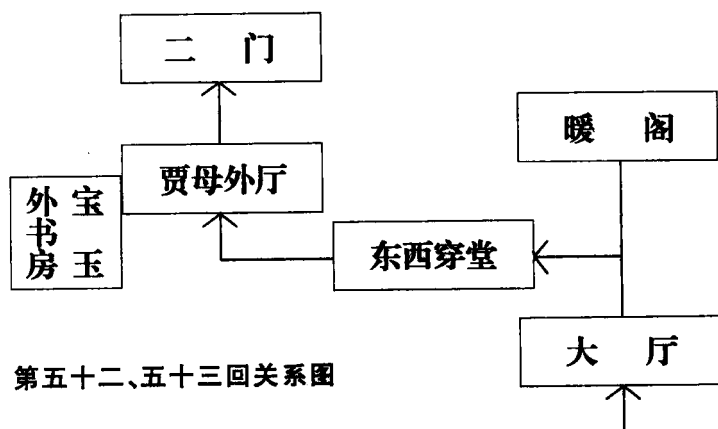 二 门
暖 阁
贾母外厅
宝玉
外书房
东西穿堂
大 厅
第五十二、五十三回关系图